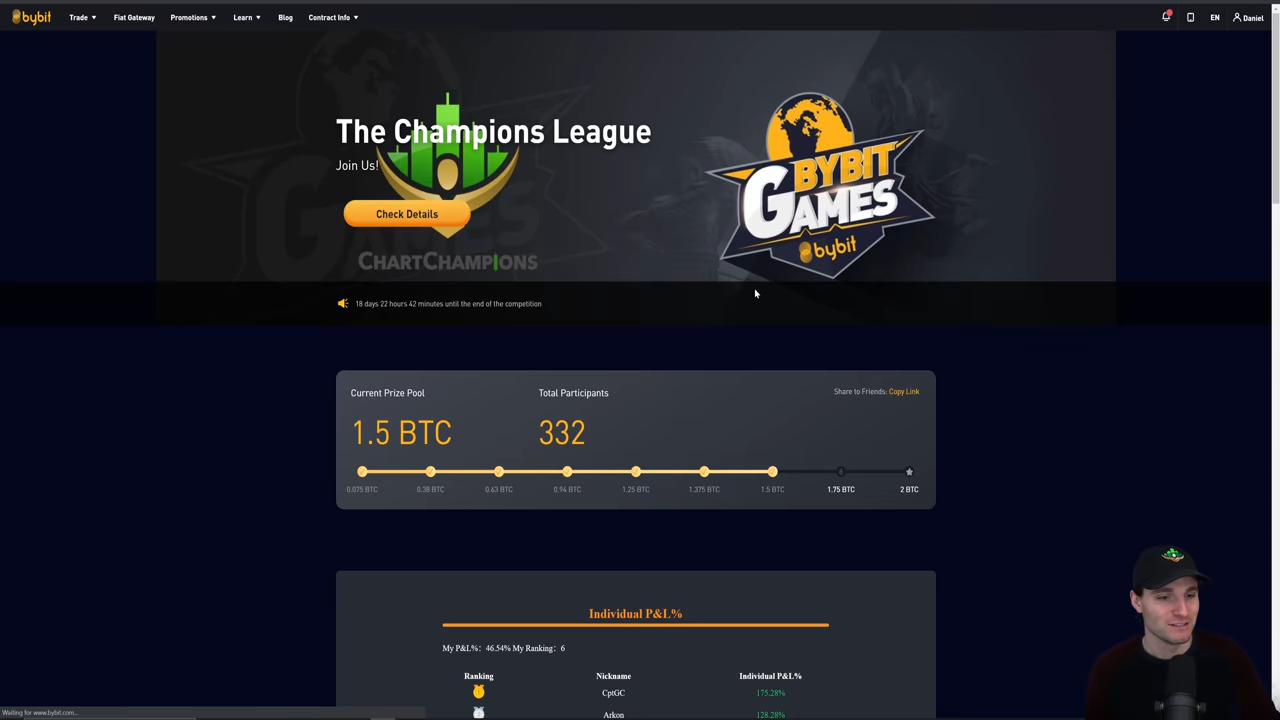 bybit Trade Fiat Gateway Promotions Learn Blog Contract Info EN Daniel
The Champions League
Join Us!
Check Details
CHARTCHAMPIONS
BYBIT
GAMES
bybit
18 days 22 hours 42 minutes until the end of the competition
Current Prize Pool Total Participants Share to Friends: Copy Link
1.5 BTC 332
0.075 BTC 0.38 BTC 0.63 BTC 0.94 BTC 1.25 BTC 1.375 BTC 1.5 BTC 1.75 BTC 2 BTC
Individual P&L%
My P&L%: 46.54% My Ranking: 6
Ranking Nickname Individual P&L%
CptGC 175.28%
Arkon 128.28%
Waiting for www.bybit.com...